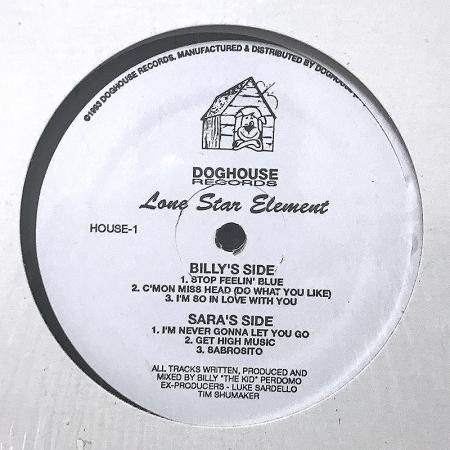 ©1993 DOGHOUSE RECORDS. MANUFACTURED & DISTRIBUTED BY DOGHOUSE
DOGHOUSE
RECORDS
Lone Star Element
HOUSE-1
BILLY'S SIDE
1. STOP FEELIN' BLUE
2. C'MON MISS HEAD (DO WHAT YOU LIKE)
3. I'M SO IN LOVE WITH YOU
SARA'S SIDE
1. I'M NEVER GONNA LET YOU GO
2. GET HIGH MUSIC
3. SABROSITO
ALL TRACKS WRITTEN, PRODUCED AND
MIXED BY BILLY "THE KID" PERDOMO
EX-PRODUCERS - LUKE SARDELLO
TIM SHUMAKER